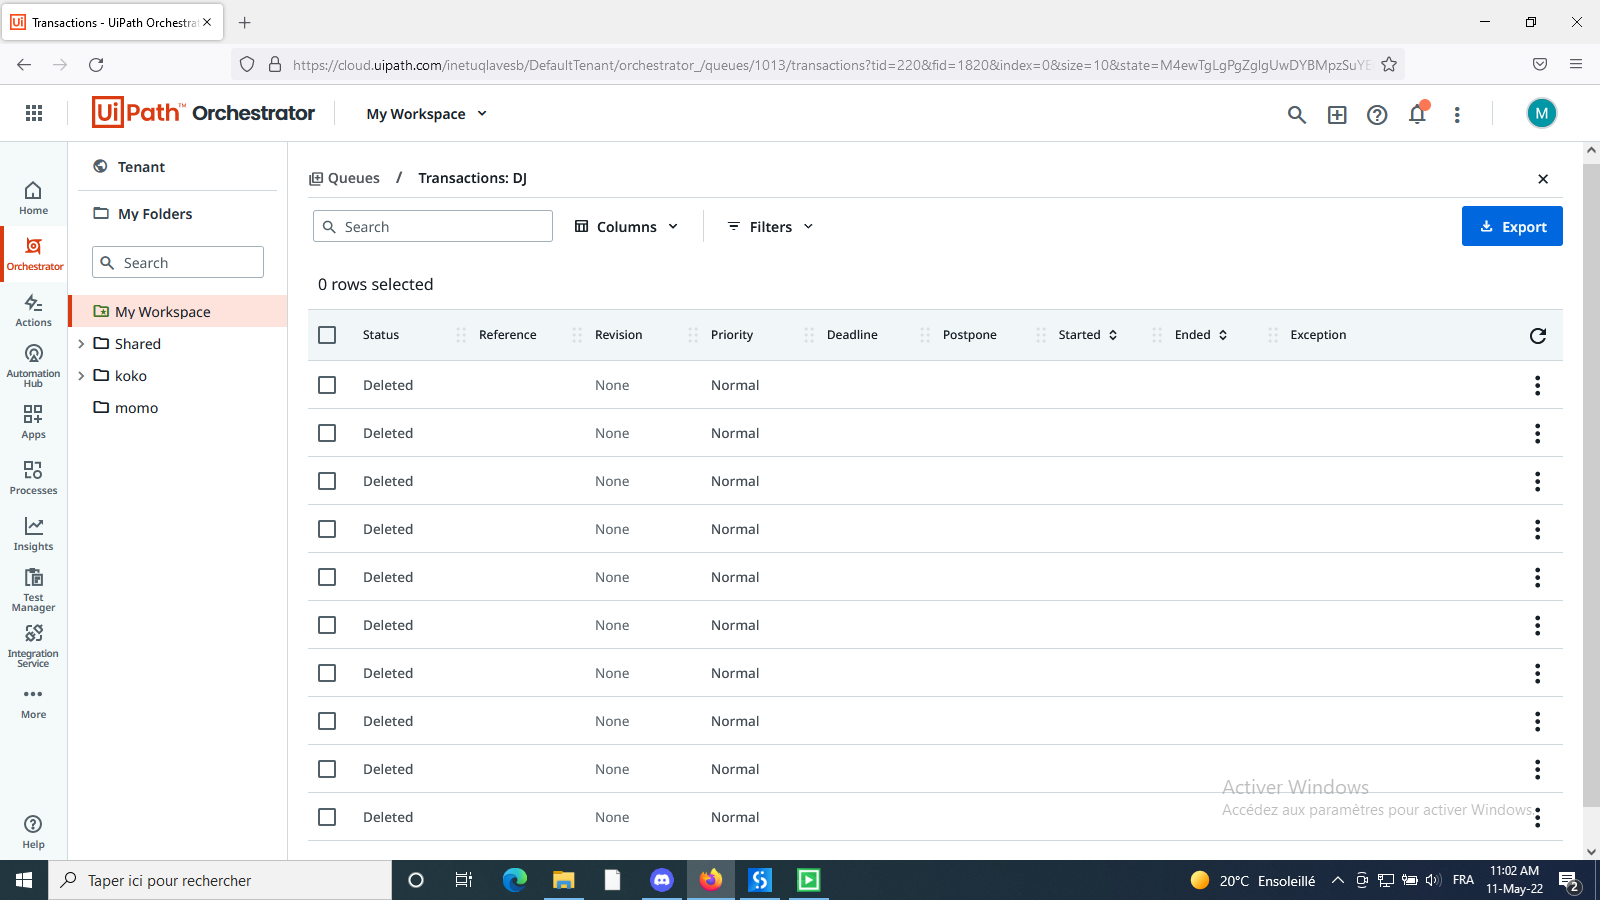 Transactions - UiPath Orchestra
https://cloud.uipath.com/inetuqlavesb/DefaultTenant/orchestrator_/queues/1013/transactions?tid=220&fid=1820&index=0&size=10&state=M4ewTgLgPgZglgUwDYBMpzSuYE
Ui Path™ Orchestrator
My Workspace
M
Home
Orchestrator
Actions
Automation
Hub
Apps
Processes
Insights
Test
Manager
Integration
Service
More
Help
Tenant
My Folders
Search
My Workspace
Shared
koko
momo
Queues / Transactions: DJ
Search
Columns
Filters
Export
0 rows selected
Status Reference Revision Priority Deadline Postpone Started Ended Exception
Deleted None Normal
Deleted None Normal
Deleted None Normal
Deleted None Normal
Deleted None Normal
Deleted None Normal
Deleted None Normal
Deleted None Normal
Deleted None Normal
Deleted None Normal
Activer Windows
Accédez aux paramètres pour activer Windows.
Taper ici pour rechercher
20°C Ensoleillé
FRA
11:02 AM
11-May-22
2